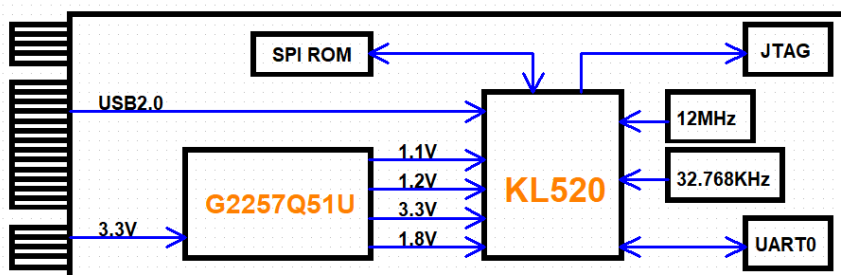 SPI ROM
JTAG
USB2.0
12MHz
1.1V
32.768KHz
1.2V
G2257Q51U
KL520
3.3V
3.3V
1.8V
UART0